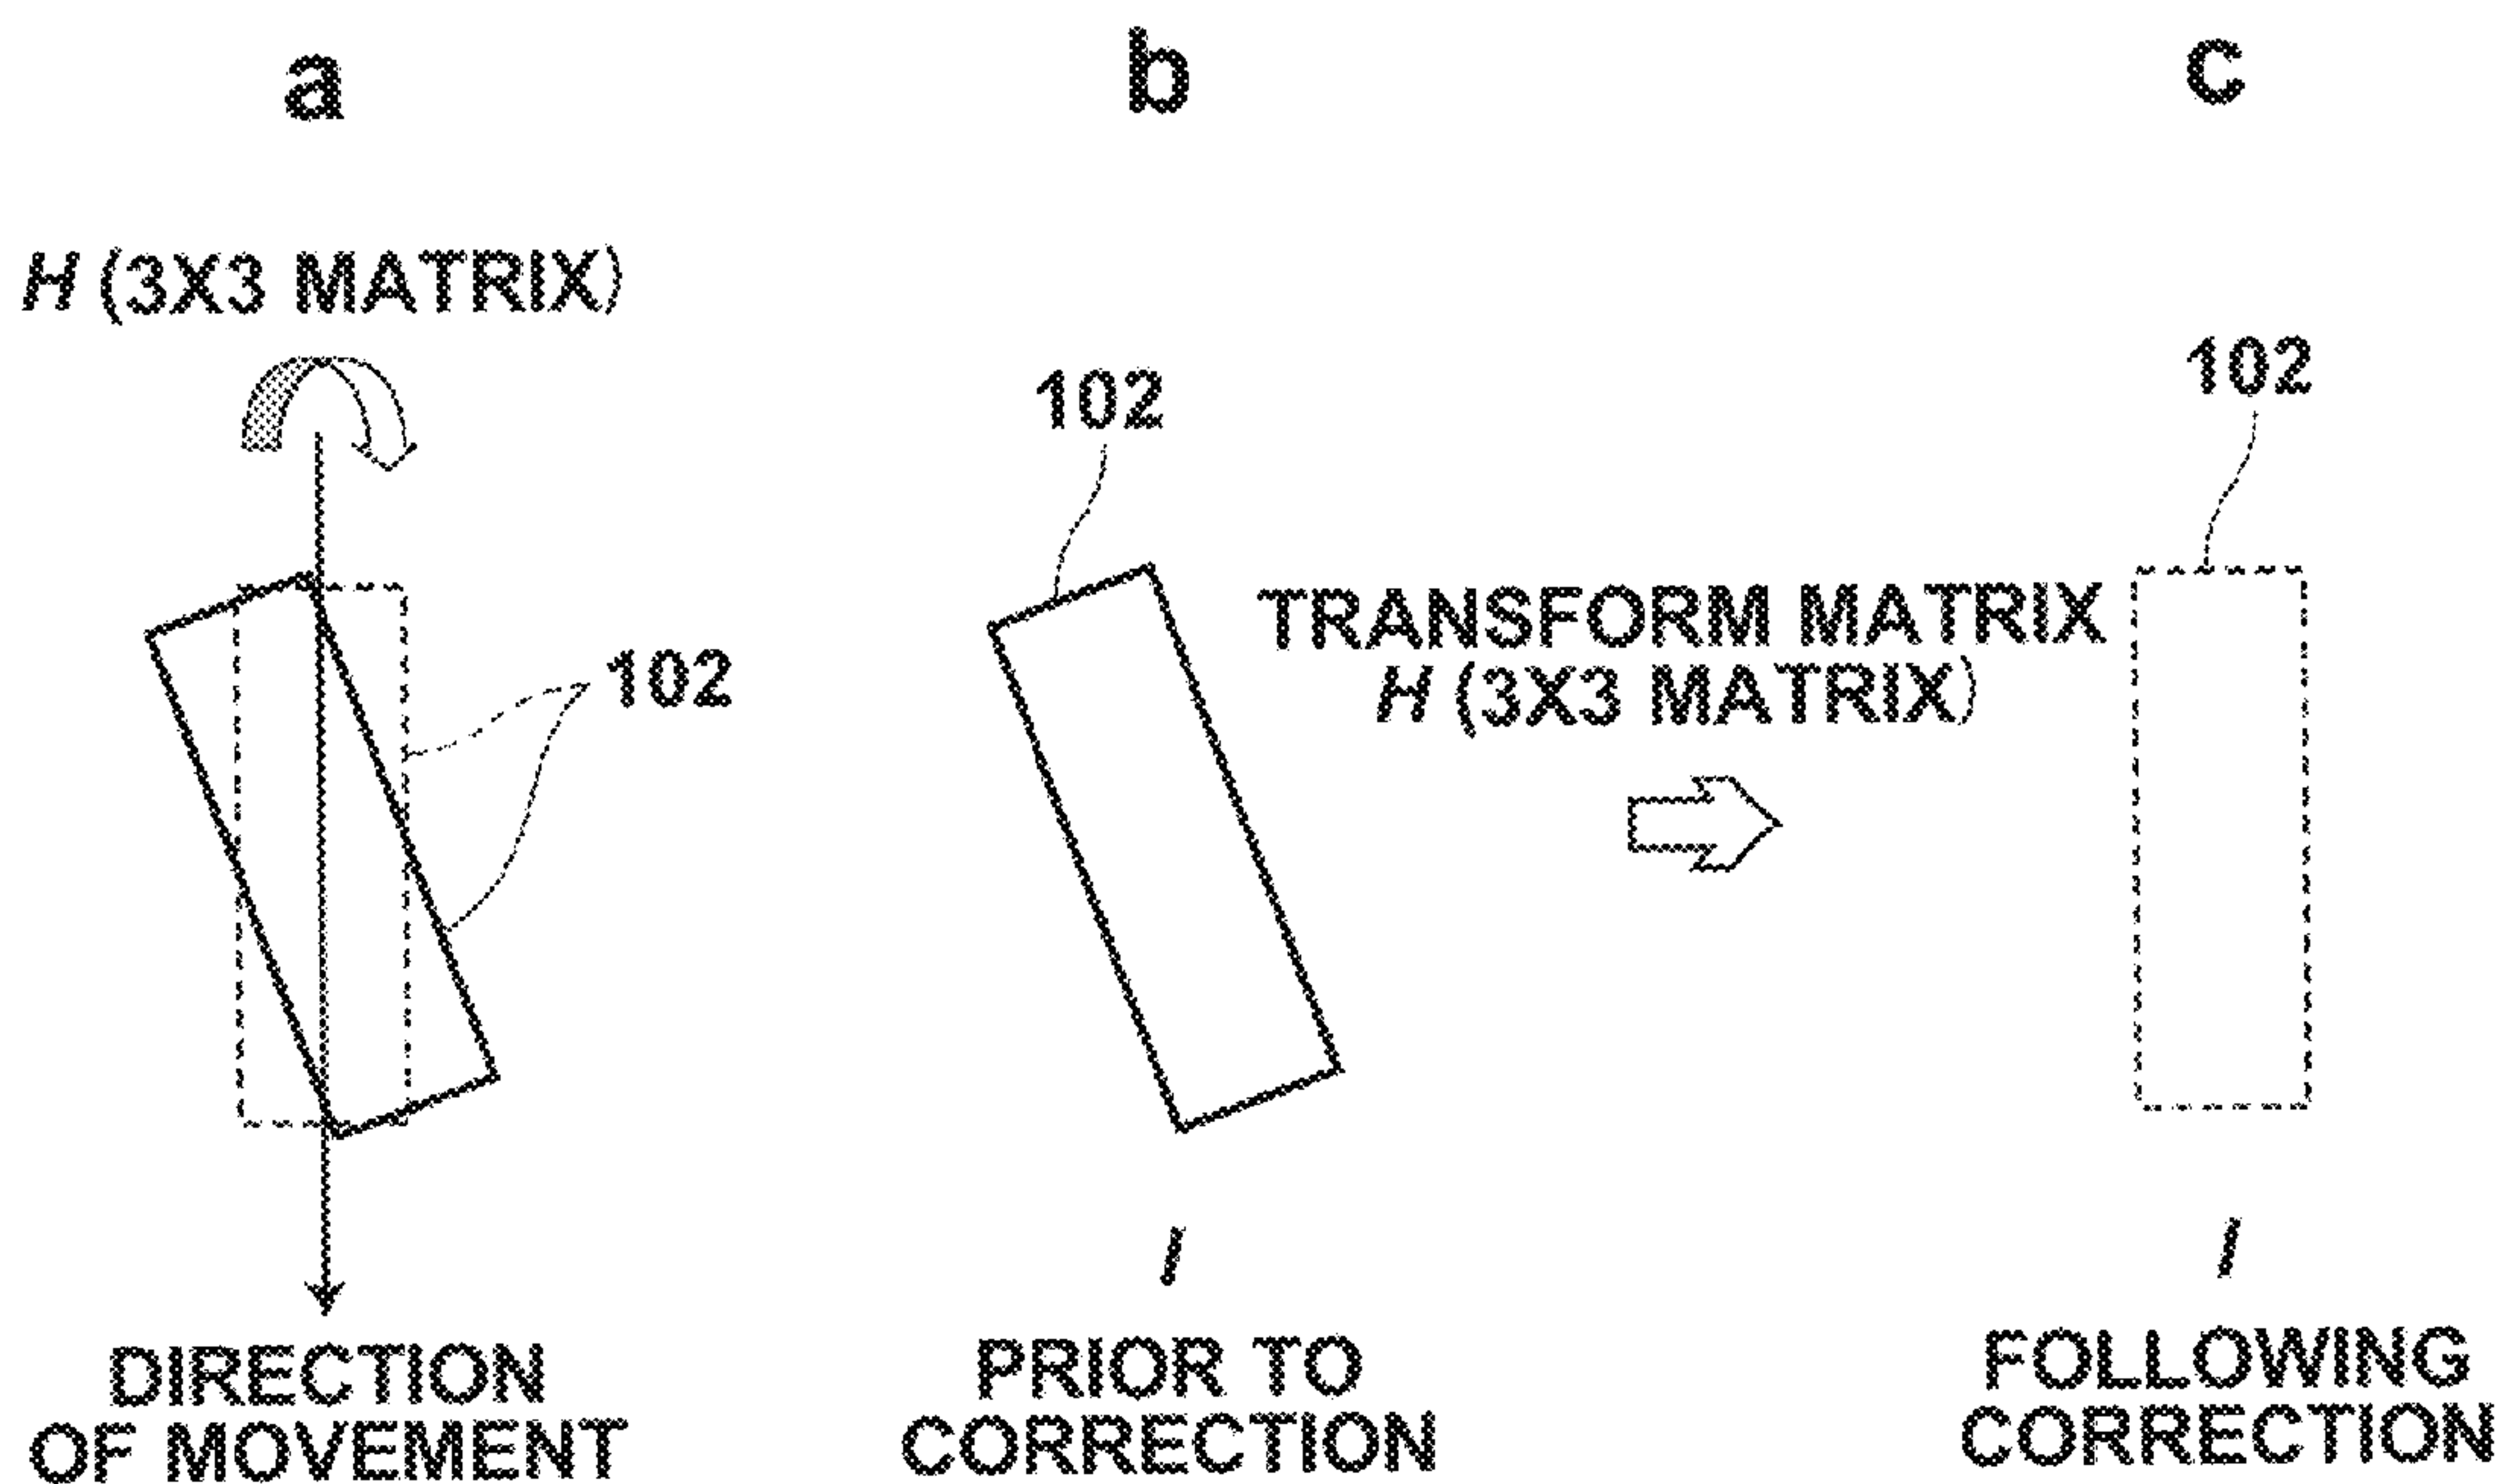 a
b
c
H (3X3 MATRIX)
102
102
102
TRANSFORM MATRIX
H (3X3 MATRIX)
I
I
DIRECTION
OF MOVEMENT
PRIOR TO
CORRECTION
FOLLOWING
CORRECTION